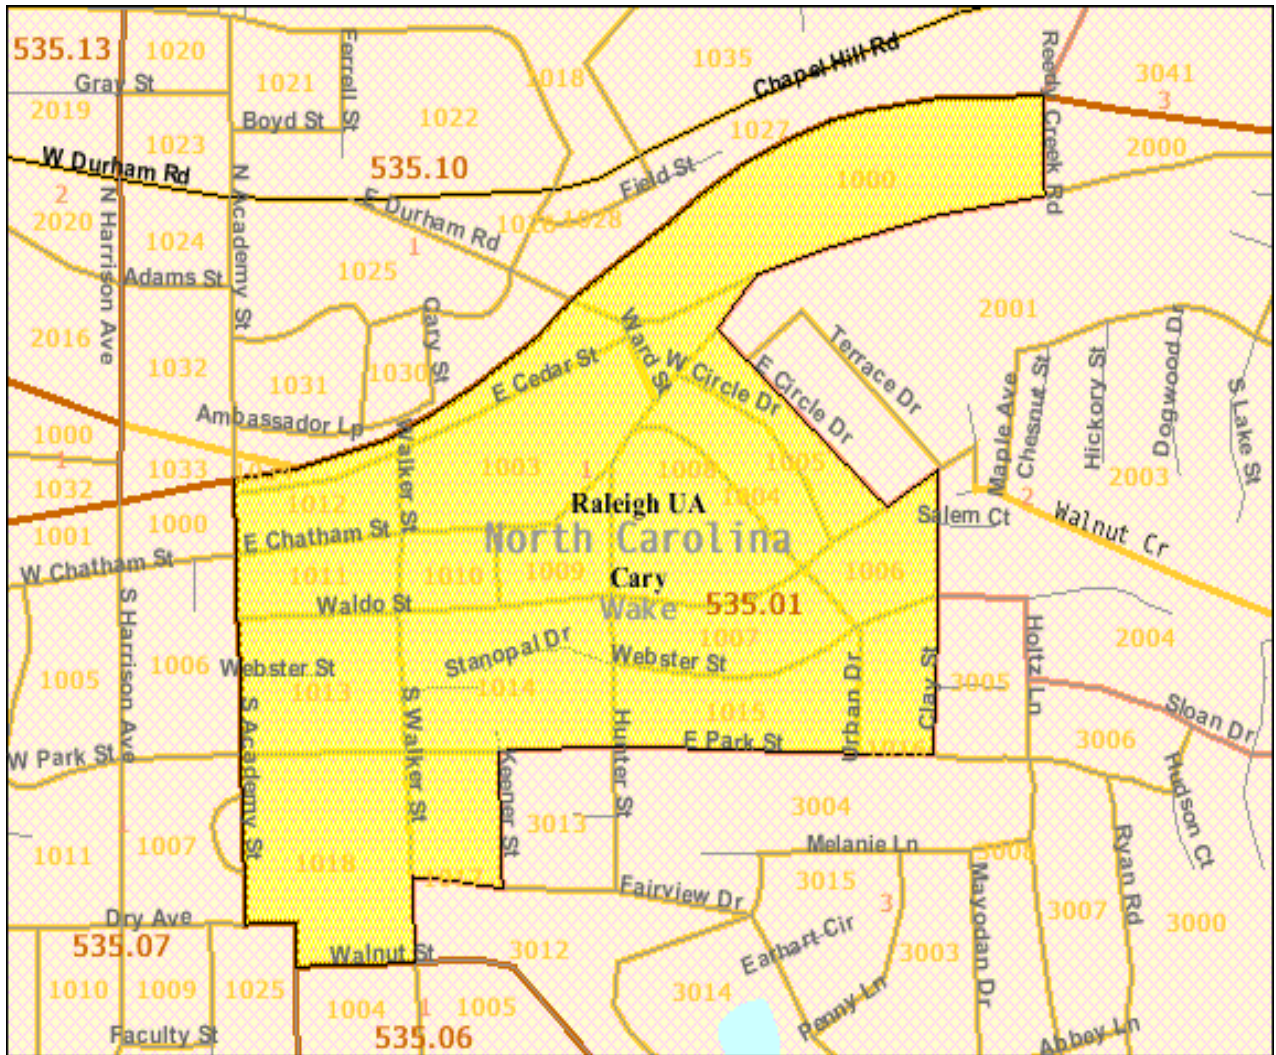 535.13
1020
Gray St
2019
1021
Ferrell St
1018
1035
Chapel Hill Rd
Reedy Creek Rd
3041
3
Boyd St
1022
1027
1023
2000
W Durham Rd
535.10
Field St
1000
2
2020
N Harrison Ave
N Academy St
E Durham Rd
1028
1024
1
1025
Adams St
Cary St
2016
1032
1031
1030
E Cedar St
Ward St
W Circle Dr
E Circle Dr
Terrace Dr
2001
Maple Ave
Chesnut St
Hickory St
Dogwood Dr
S Lake St
Ambassador Lp
Walker St
1000
1
1032
1033
1012
1003
1
1008
1005
1004
2003
2
Raleigh UA
Salem Ct
Walnut Cr
1001
1000
E Chatham St
North Carolina
W Chatham St
1011
1010
1009
Cary
1006
Waldo St
Wake
535.01
S Harrison Ave
1007
2004
Holtz Ln
1005
1006
Webster St
1013
Stanopal Dr
1014
Webster St
3005
Clay St
Urban Dr
S Academy St
S Walker St
Hunter St
1015
Sloan Dr
E Park St
1016
3006
W Park St
Keener St
Hudson Ct
3013
3004
Melanie Ln
3008
1011
1007
1018
1017
Fairview Dr
3015
3
Mayodan Dr
Ryan Rd
3007
3000
Dry Ave
535.07
Walnut St
3012
Earhart Cir
3003
1010
1009
1025
1004
1
1005
3014
Penny Ln
Faculty St
535.06
Abbey Ln